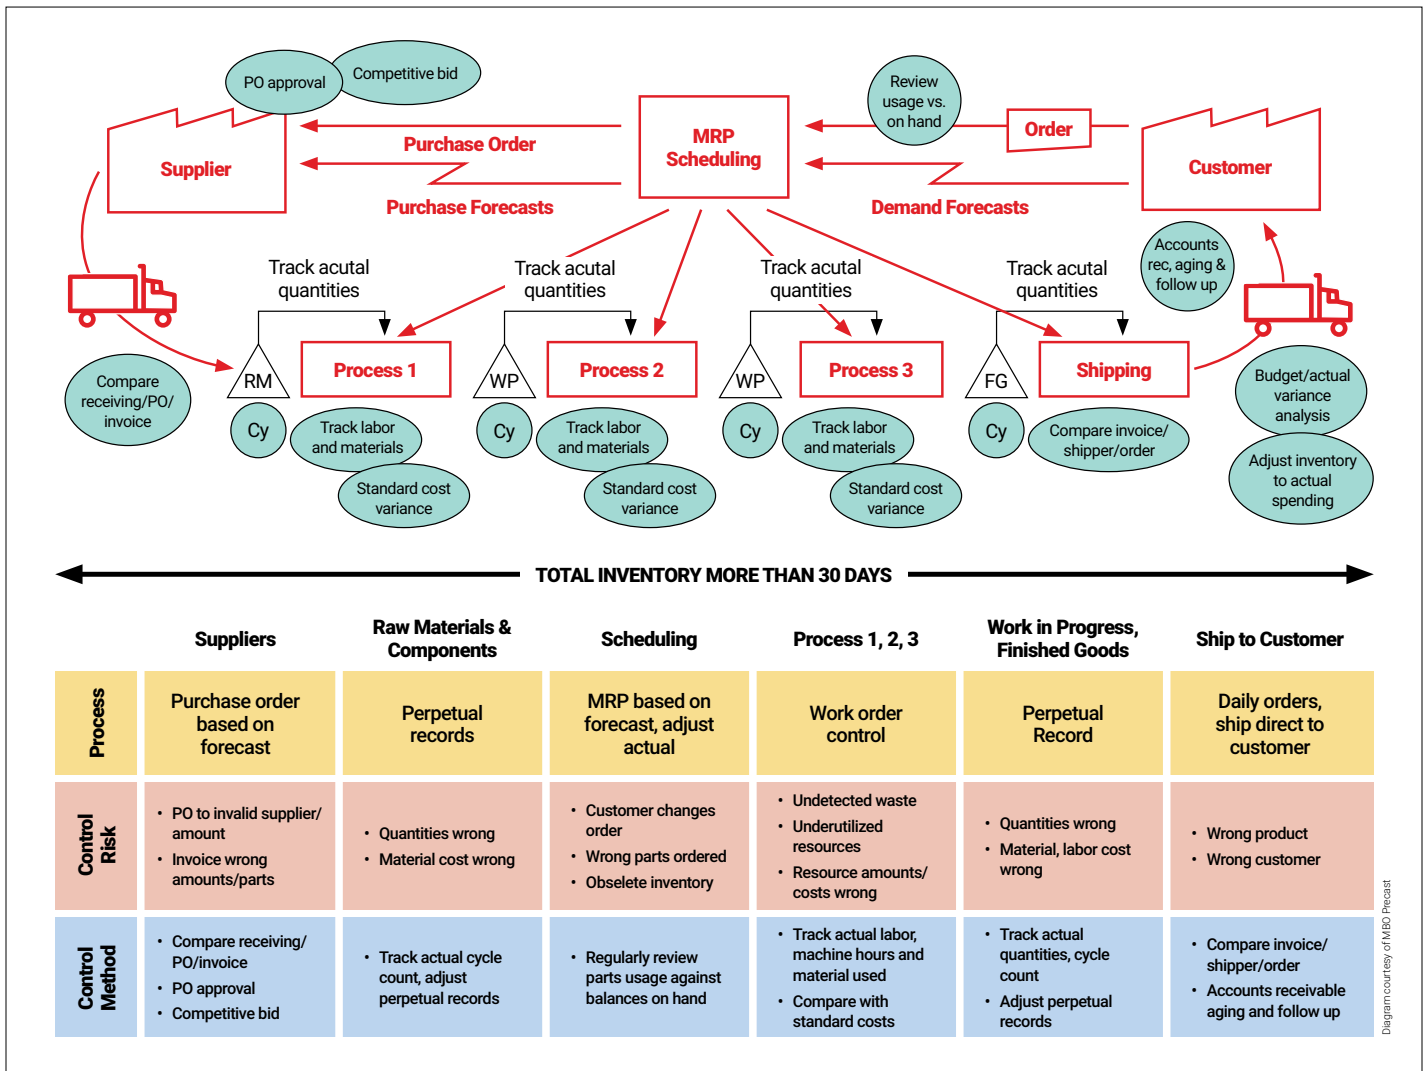 PO approval
Competitive bid
Review
usage vs.
on hand
Supplier
Purchase Order
Purchase Forecasts
MRP
Scheduling
Order
Demand Forecasts
Customer
Accounts
rec, aging &
follow up
Track acutal
quantities
Track acutal
quantities
Track acutal
quantities
Track acutal
quantities
Compare
receiving/PO/
invoice
RM
Process 1
WP
Process 2
WP
Process 3
FG
Shipping
Budget/actual
variance
analysis
Cy
Track labor
and materials
Standard cost
variance
Cy
Track labor
and materials
Standard cost
variance
Cy
Track labor
and materials
Standard cost
variance
Cy
Compare invoice/
shipper/order
Adjust inventory
to actual
spending
TOTAL INVENTORY MORE THAN 30 DAYS
Suppliers
Raw Materials &
Components
Scheduling
Process 1, 2, 3
Work in Progress,
Finished Goods
Ship to Customer
Process
Purchase order
based on
forecast
Perpetual
records
MRP based on
forecast, adjust
actual
Work order
control
Perpetual
Record
Daily orders,
ship direct to
customer
Control
Risk
• PO to invalid supplier/
amount
• Invoice wrong
amounts/parts
• Quantities wrong
• Material cost wrong
• Customer changes
order
• Wrong parts ordered
• Obselete inventory
• Undetected waste
• Underutilized
resources
• Resource amounts/
costs wrong
• Quantities wrong
• Material, labor cost
wrong
• Wrong product
• Wrong customer
Control
Method
• Compare receiving/
PO/invoice
• PO approval
• Competitive bid
• Track actual cycle
count, adjust
perpetual records
• Regularly review
parts usage against
balances on hand
• Track actual labor,
machine hours and
material used
• Compare with
standard costs
• Track actual
quantities, cycle
count
• Adjust perpetual
records
• Compare invoice/
shipper/order
• Accounts receivable
aging and follow up
Diagram courtesy of MBO Precast